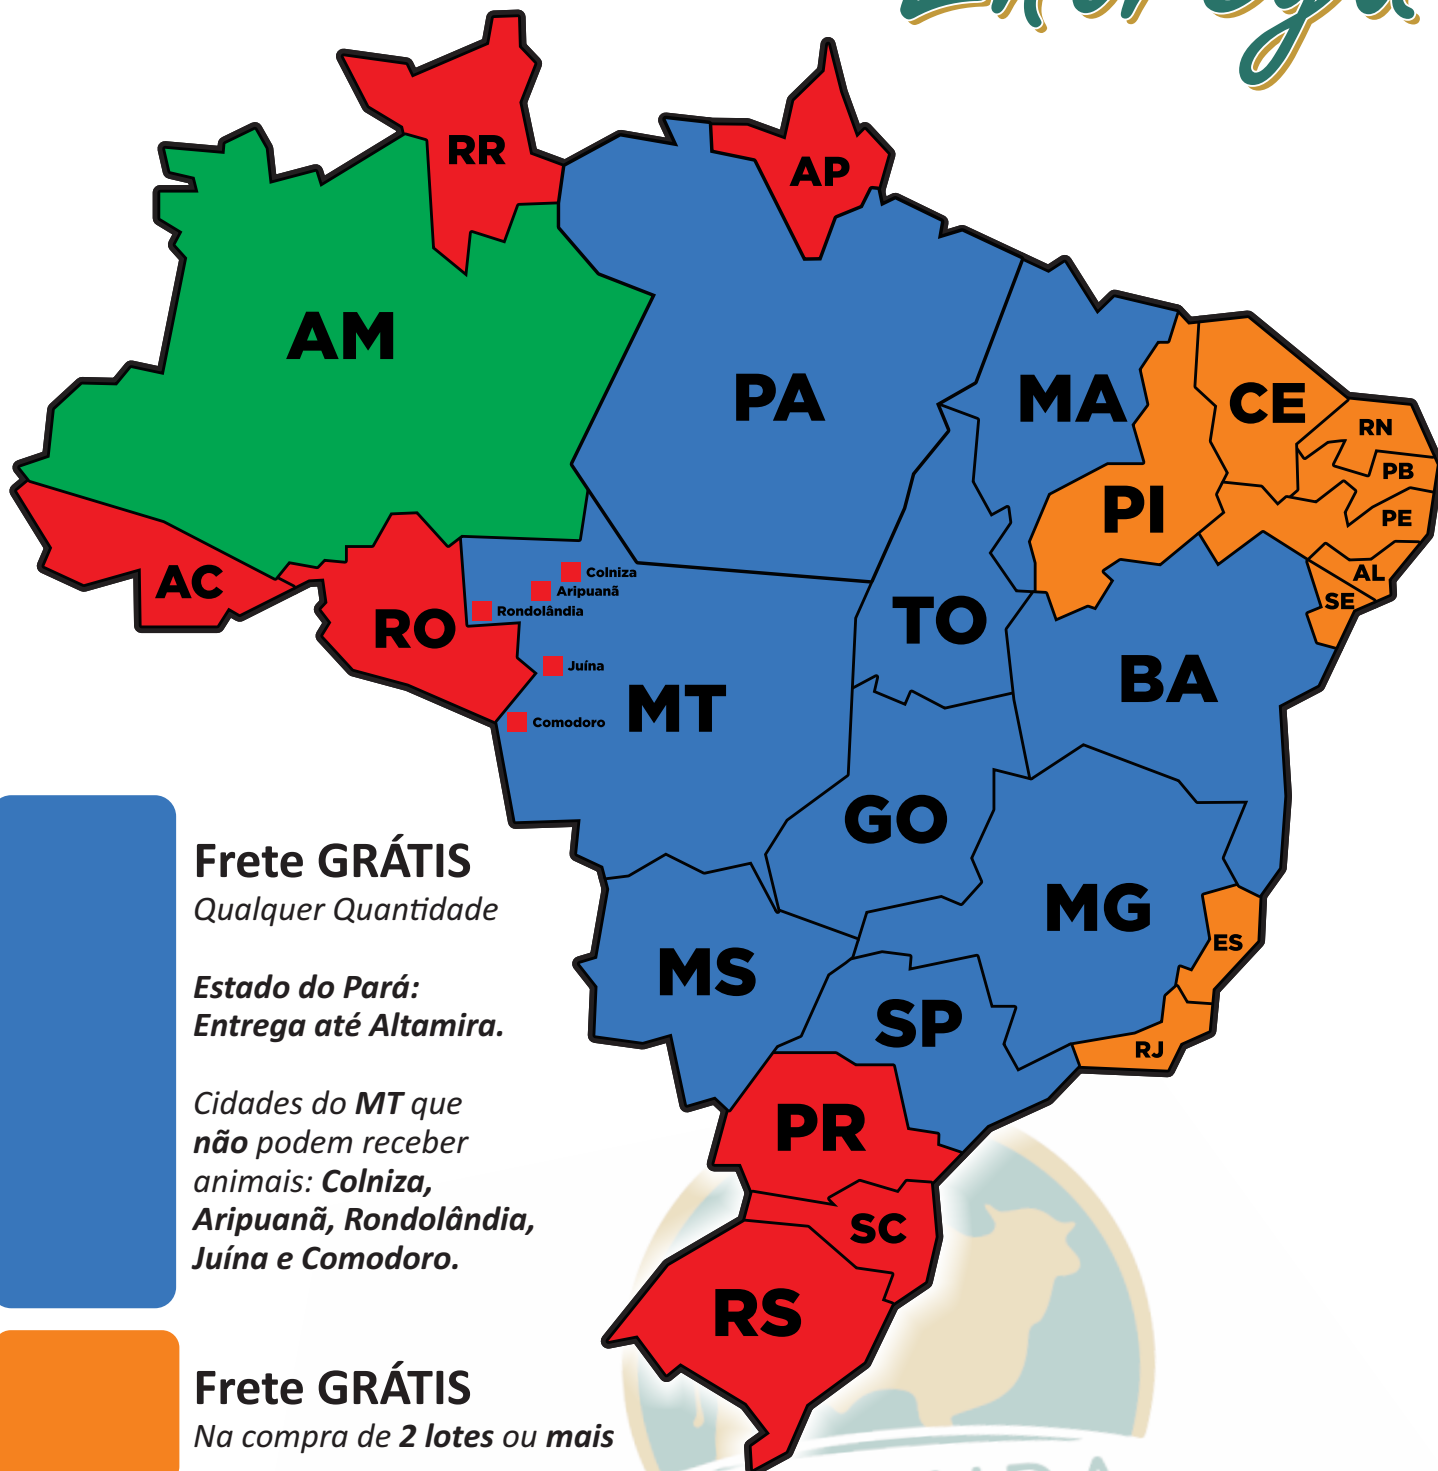 Entrega
RR
AP
AM
PA
MA
CE
RN
PB
PI
PE
AL
SE
AC
RO
Colniza
Aripuanã
Rondolândia
Juína
Comodoro
MT
TO
BA
GO
MG
ES
MS
SP
RJ
PR
SC
RS
Frete GRÁTIS
Qualquer Quantidade
Estado do Pará:
Entrega até Altamira.
Cidades do MT que
não podem receber
animais: Colniza,
Aripuanã, Rondolândia,
Juína e Comodoro.
Frete GRÁTIS
Na compra de 2 lotes ou mais